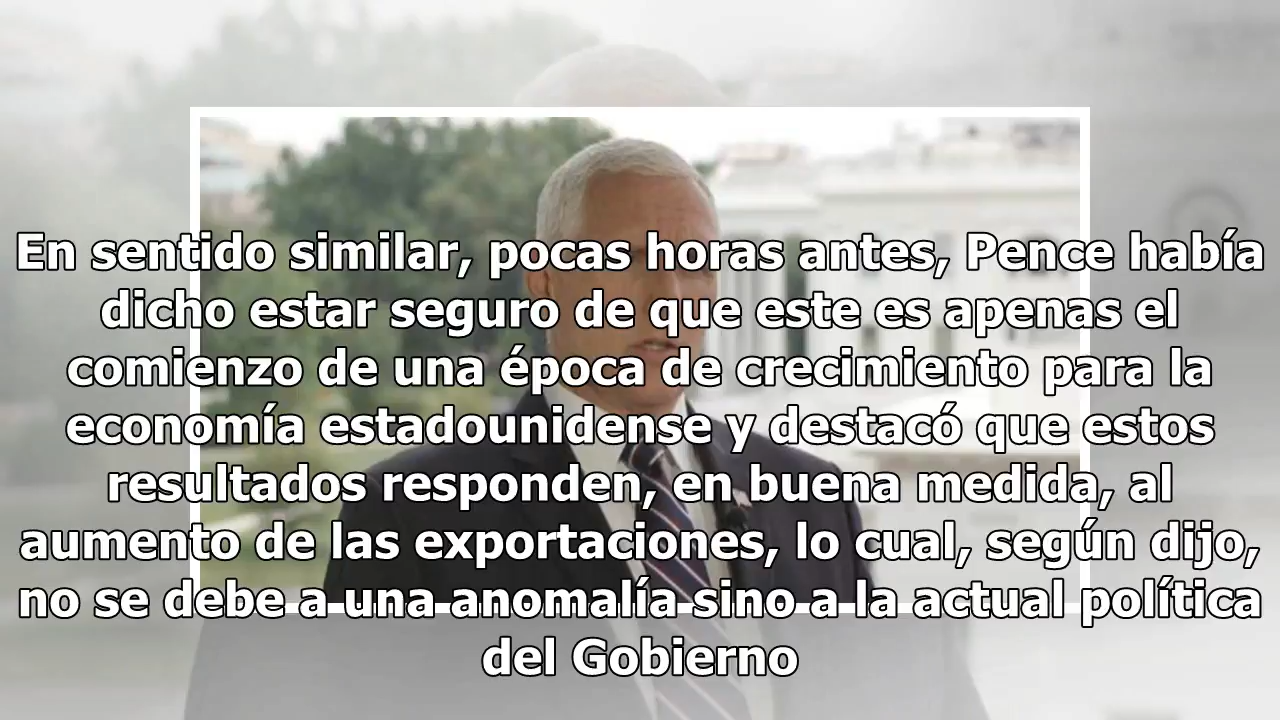 En sentido similar, pocas horas antes, Pence había
dicho estar seguro de que este es apenas el
comienzo de una época de crecimiento para la
economía estadounidense y destacó que estos
resultados responden, en buena medida, al
aumento de las exportaciones, lo cual, según dijo,
no se debe a una anomalía sino a la actual política
del Gobierno